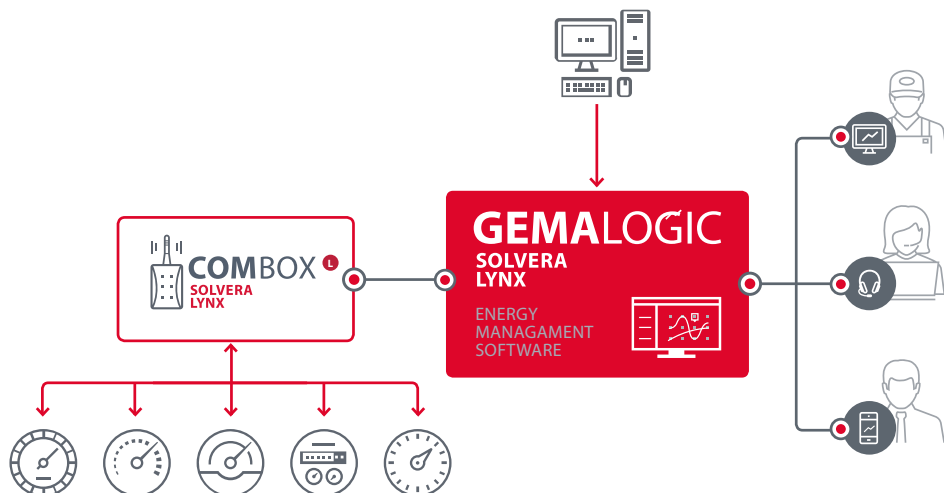 GEMALOGIC
SOLVERA
LYNX
ENERGY
MANAGAMENT
SOFTWARE
COMBOX L
SOLVERA
LYNX